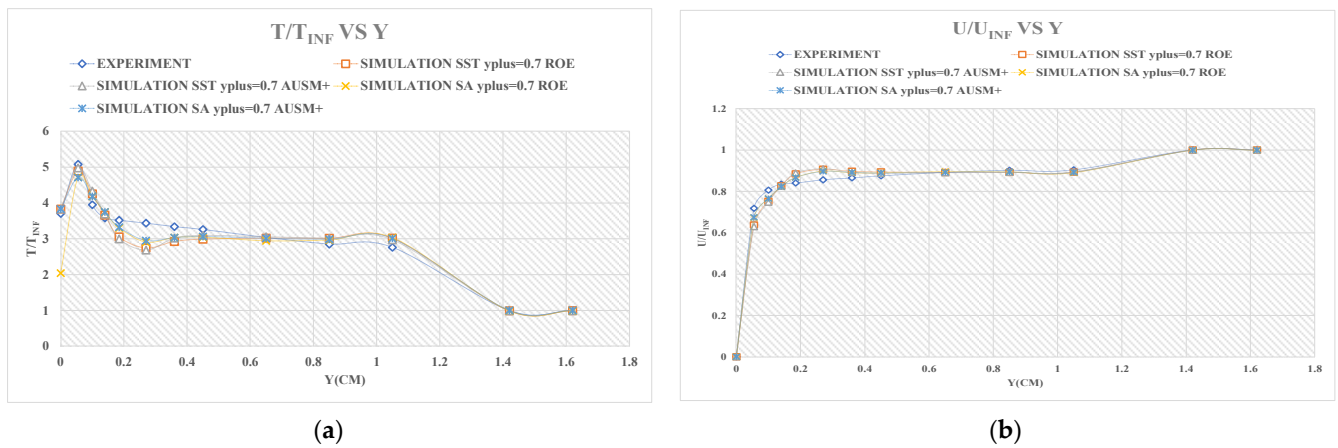 T/T_INF VS Y
EXPERIMENT SIMULATION SST yplus=0.7 ROE
SIMULATION SST yplus=0.7 AUSM+ SIMULATION SA yplus=0.7 ROE
SIMULATION SA yplus=0.7 AUSM+
6
5
4
3
2
1
0
T/T_INF
0 0.2 0.4 0.6 0.8 1 1.2 1.4 1.6 1.8
Y(CM)
(a)
U/U_INF VS Y
EXPERIMENT SIMULATION SST yplus=0.7 ROE
SIMULATION SST yplus=0.7 AUSM+ SIMULATION SA yplus=0.7 ROE
SIMULATION SA yplus=0.7 AUSM+
1.2
1
0.8
0.6
0.4
0.2
0
U/U_INF
0 0.2 0.4 0.6 0.8 1 1.2 1.4 1.6 1.8
Y(CM)
(b)